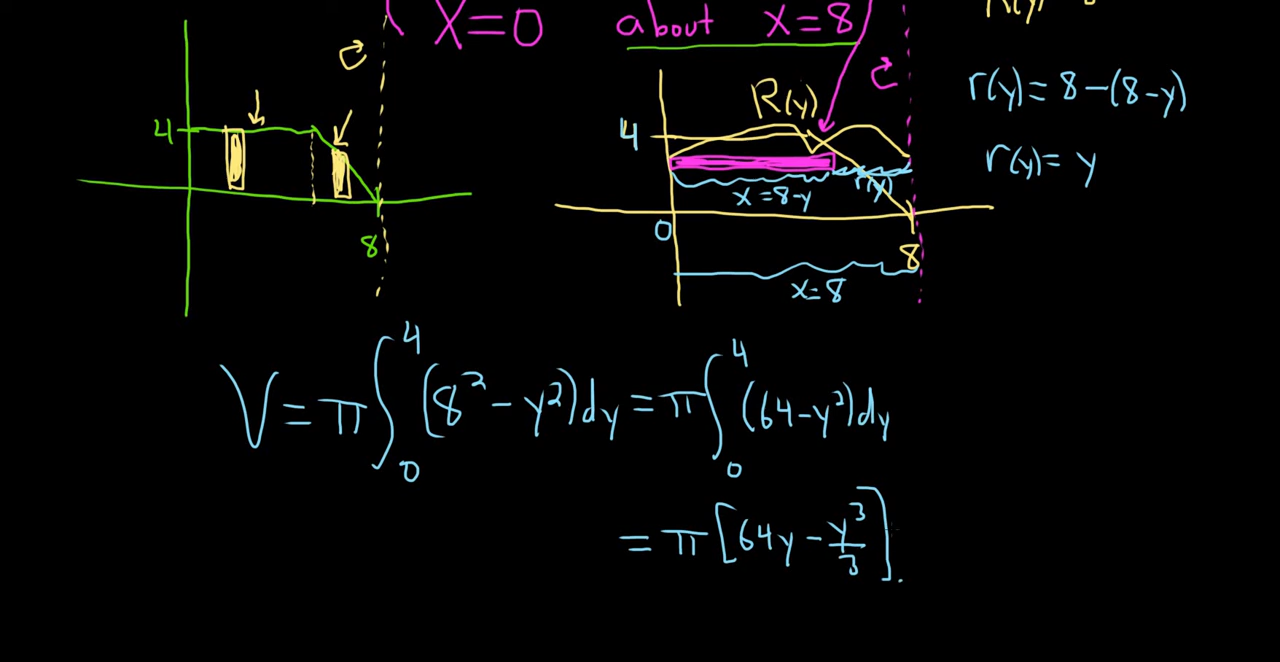 X=0 about x=8
R(y)
r(y) = 8-(8-y)
r(y) = y
4
8
R(y)
4
x=8-y
r(y)
0
8
x=8
V = π∫₀⁴ (8² - y²)dy = π∫₀⁴ (64-y²)dy
= π[64y - y³/3]